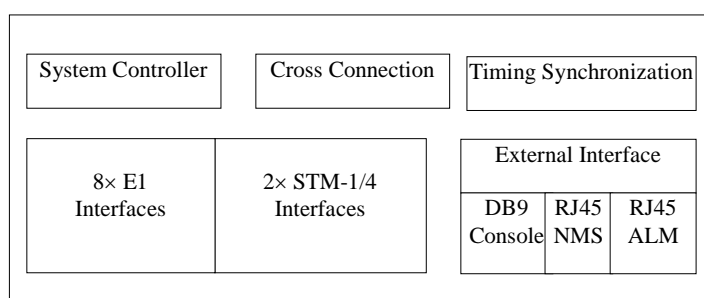 System Controller
Cross Connection
Timing Synchronization
8× E1
Interfaces
2× STM-1/4
Interfaces
External Interface
DB9
Console
RJ45
NMS
RJ45
ALM